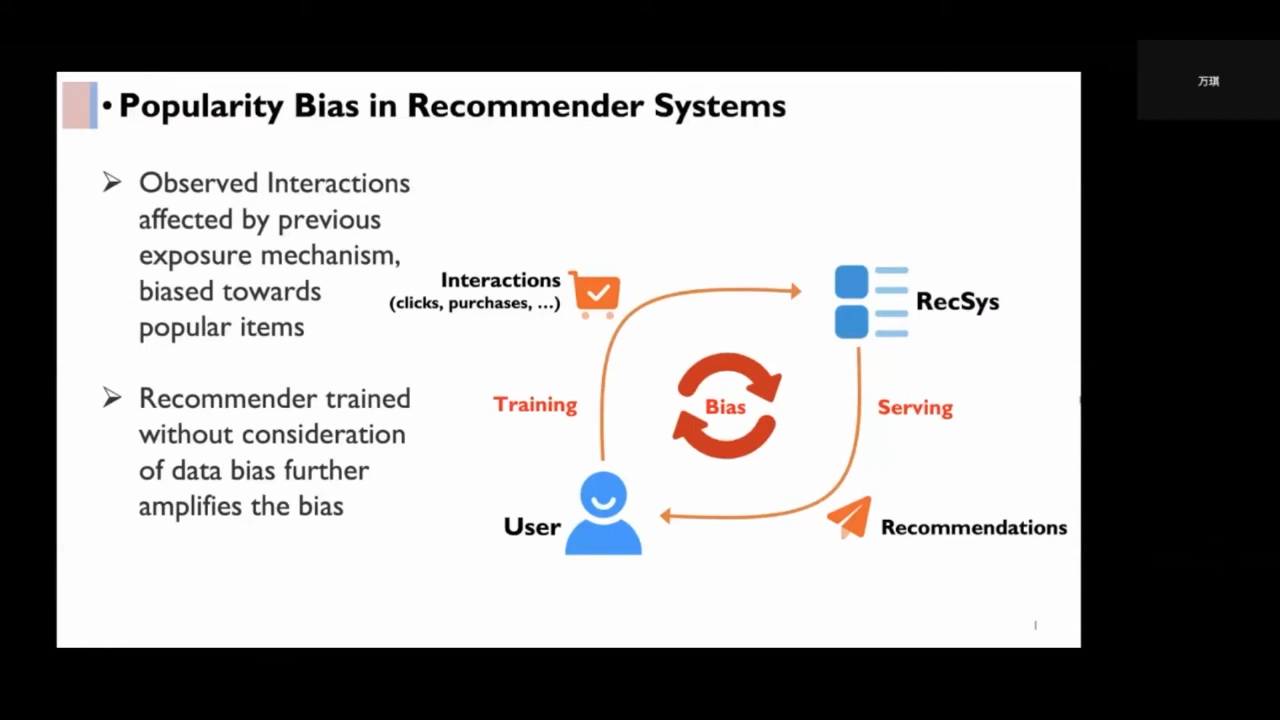 • Popularity Bias in Recommender Systems
万琪
➢ Observed Interactions
affected by previous
exposure mechanism,
biased towards
popular items
➢ Recommender trained
without consideration
of data bias further
amplifies the bias
Interactions
(clicks, purchases, ...)
RecSys
Training
Bias
Serving
User
Recommendations
1